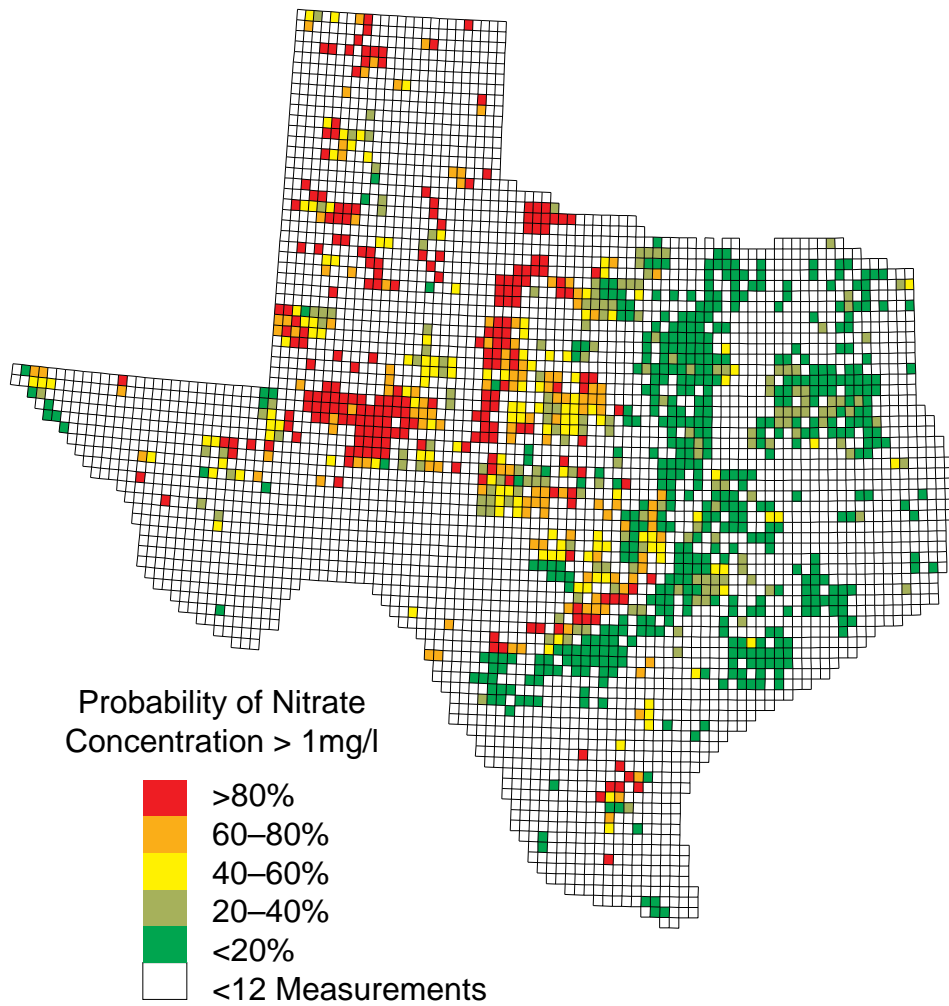 Probability of Nitrate
Concentration > 1mg/l
>80%
60–80%
40–60%
20–40%
<20%
<12 Measurements